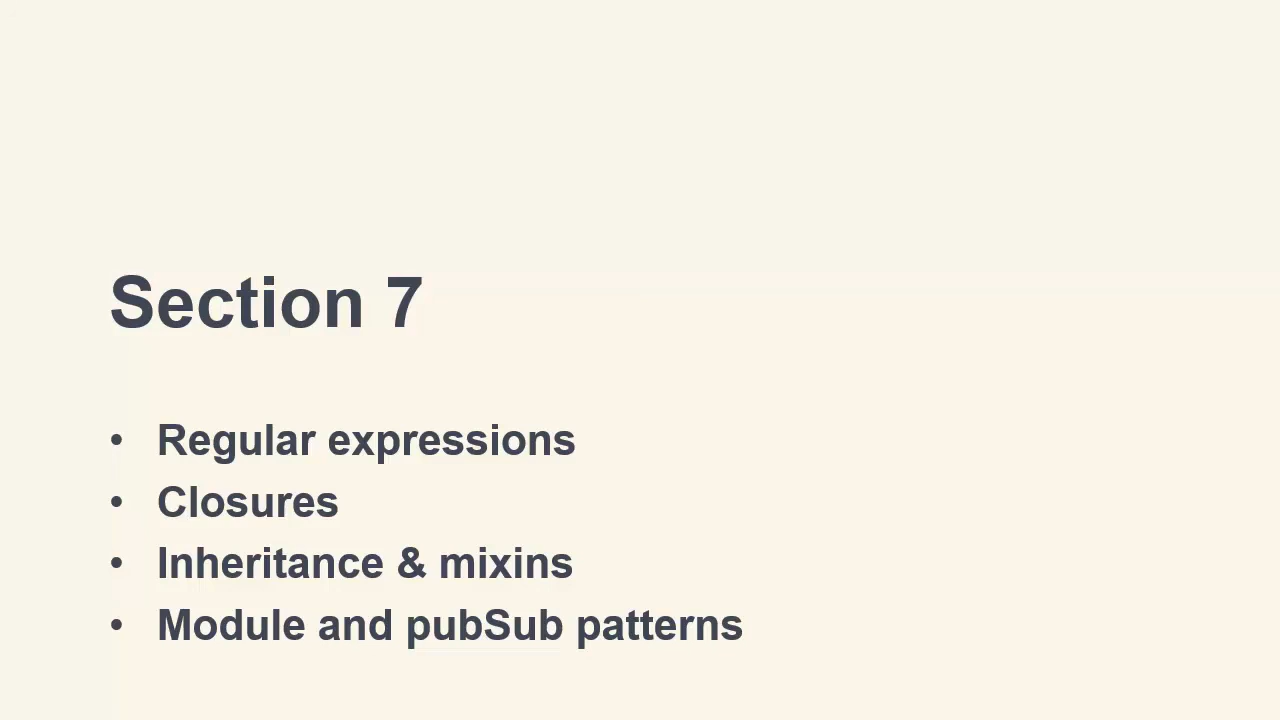 Section 7
• Regular expressions
• Closures
• Inheritance & mixins
• Module and pubSub patterns